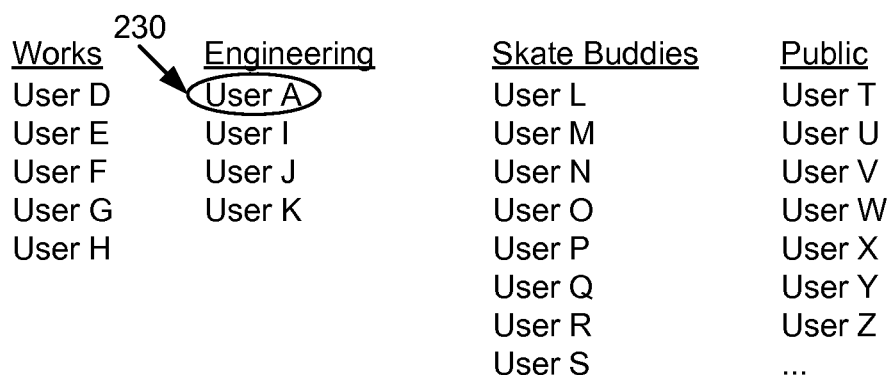 230
Works Engineering Skate Buddies Public
User D User A User L User T
User E User I User M User U
User F User J User N User V
User G User K User O User W
User H User P User X
User Q User Y
User R User Z
User S ...